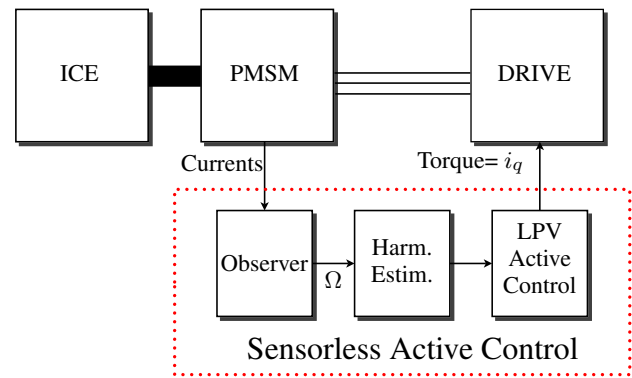 ICE
PMSM
DRIVE
Currents
Torque= i_q
Observer
Ω
Harm.
Estim.
LPV
Active
Control
Sensorless Active Control